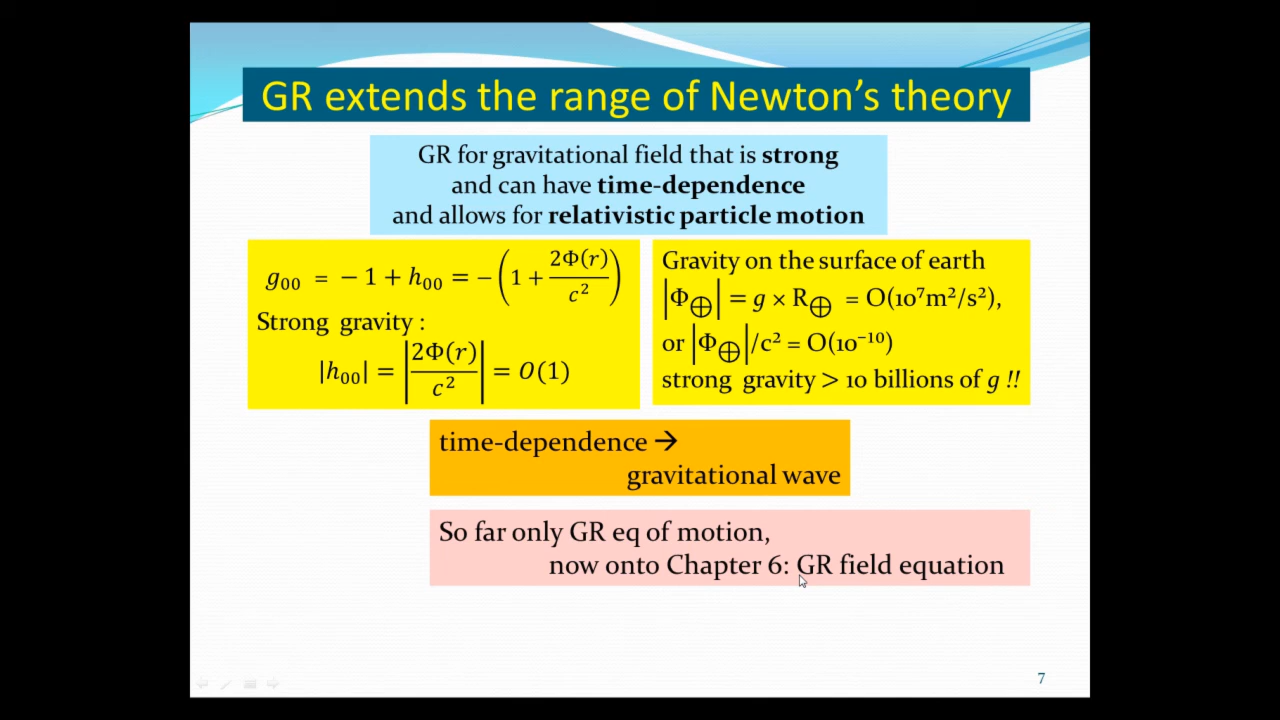 GR extends the range of Newton's theory
GR for gravitational field that is strong
and can have time-dependence
and allows for relativistic particle motion
g₀₀ = − 1 + h₀₀ = −(1 + 2Φ(r)/c²)
Strong gravity :
|h₀₀| = |2Φ(r)/c²| = O(1)
Gravity on the surface of earth
|Φ⊕| = g × R⊕ = O(10⁷m²/s²),
or |Φ⊕|/c² = O(10⁻¹⁰)
strong gravity > 10 billions of g !!
time-dependence →
gravitational wave
So far only GR eq of motion,
now onto Chapter 6: GR field equation
7